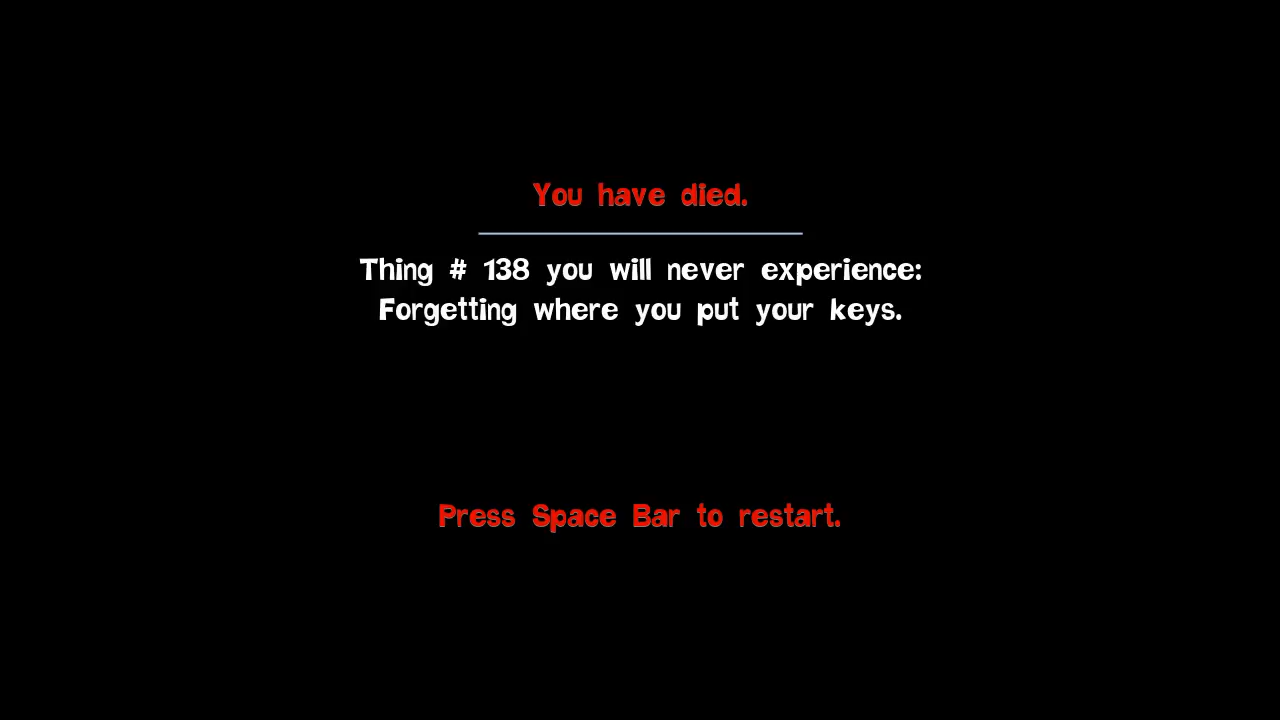 You have died.
Thing # 138 you will never experience:
Forgetting where you put your keys.
Press Space Bar to restart.